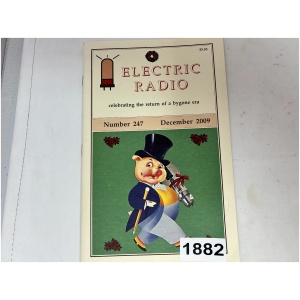 ELECTRIC
RADIO
celebrating the return of a bygone era
Number 247 December 2009
1882